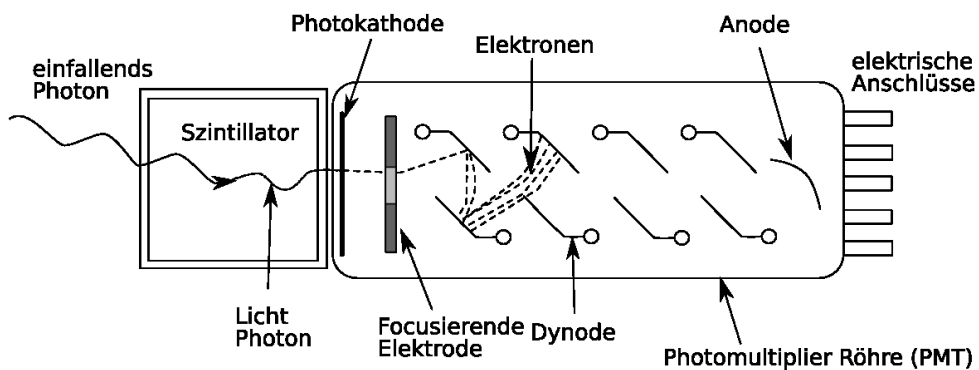 Photokathode
Elektronen
Anode
einfallends
Photon
elektrische
Anschlüsse
Szintillator
Licht
Photon
Focusierende
Elektrode
Dynode
Photomultiplier Röhre (PMT)